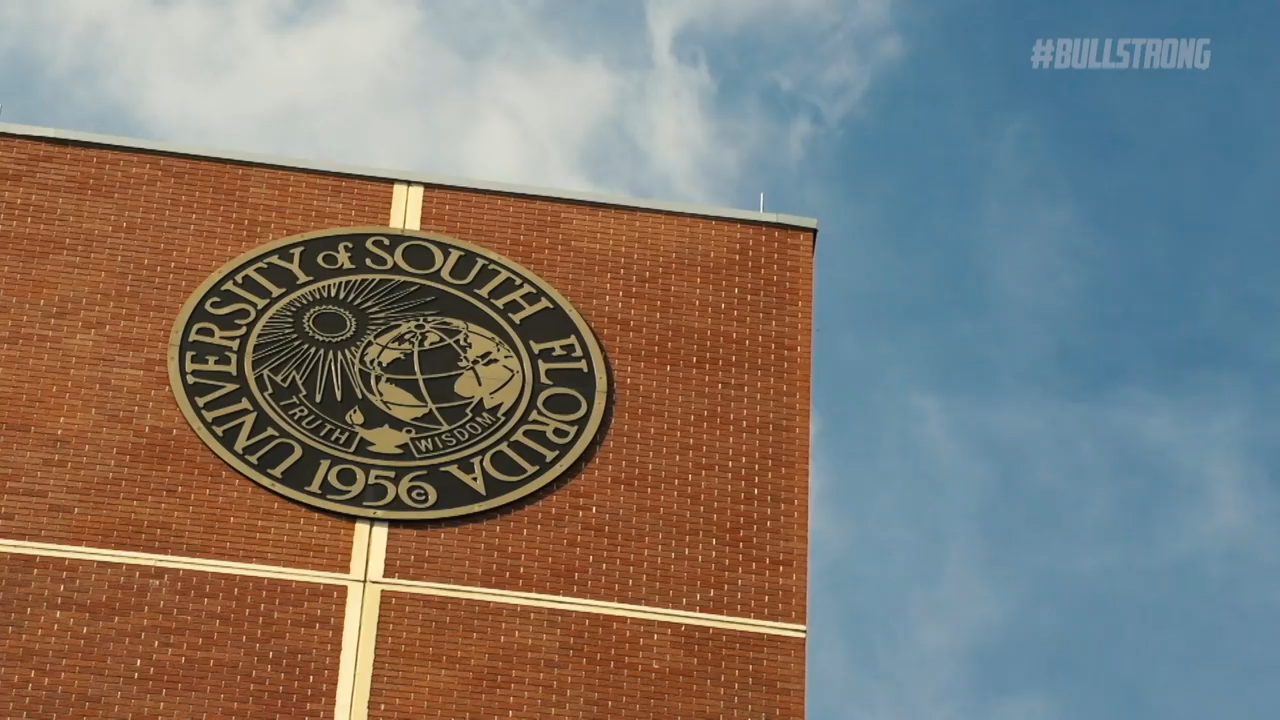 #BULLSTRONG
UNIVERSITY of SOUTH FLORIDA
TRUTH
WISDOM
1956
©